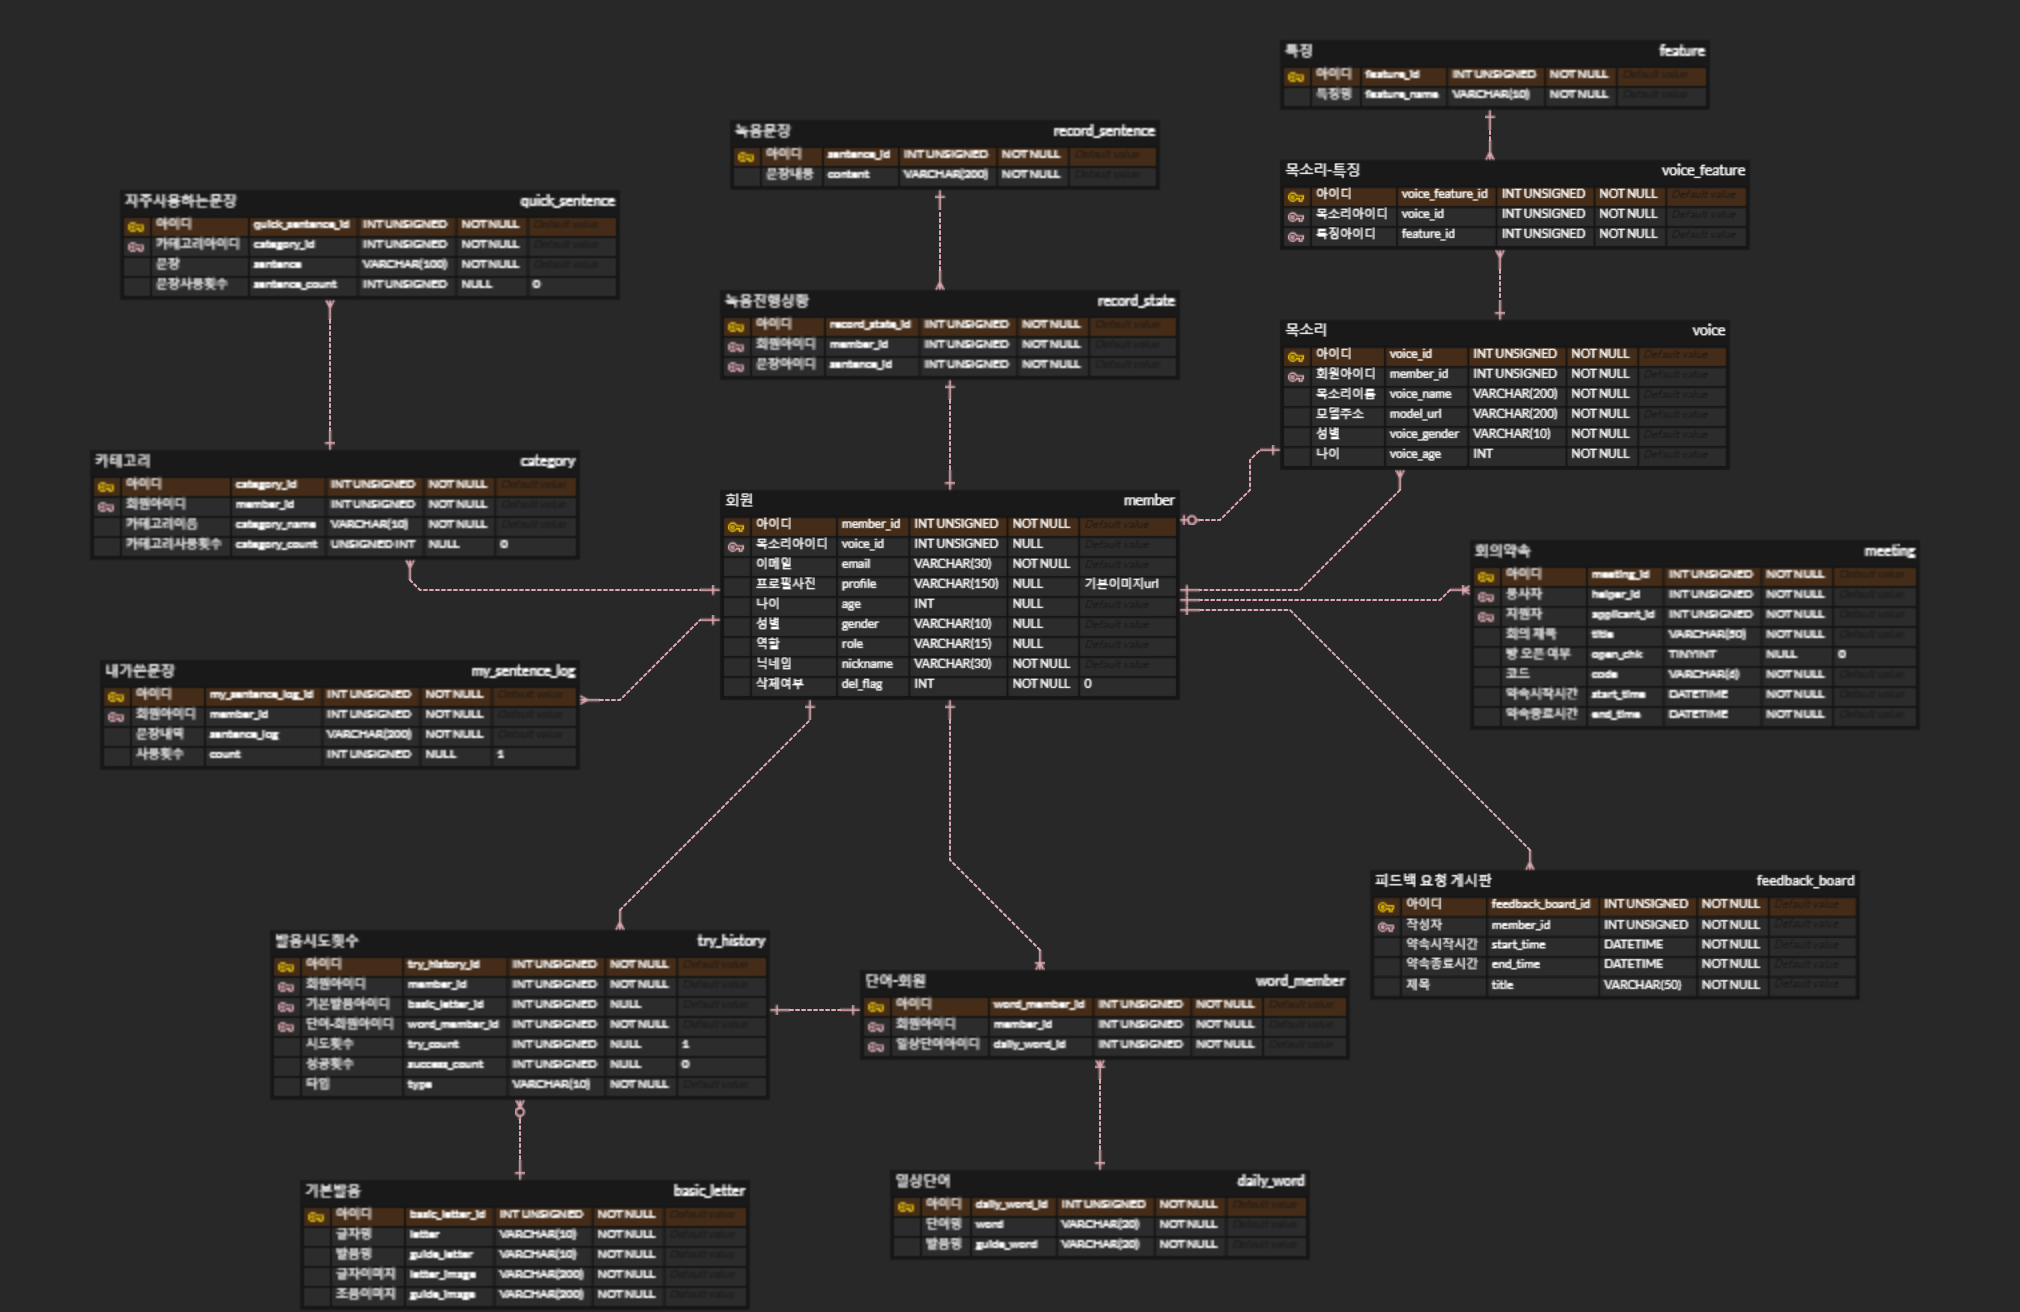 특징 feature
아이디 feature_id INT UNSIGNED NOT NULL Default value
특징명 feature_name VARCHAR(10) NOT NULL Default value
녹음문장 record_sentence
아이디 sentence_id INT UNSIGNED NOT NULL Default value
문장내용 content VARCHAR(200) NOT NULL Default value
목소리-특징 voice_feature
아이디 voice_feature_id INT UNSIGNED NOT NULL Default value
목소리아이디 voice_id INT UNSIGNED NOT NULL Default value
특징아이디 feature_id INT UNSIGNED NOT NULL Default value
자주사용하는문장 quick_sentence
아이디 quick_sentence_id INT UNSIGNED NOT NULL Default value
카테고리아이디 category_id INT UNSIGNED NOT NULL Default value
문장 sentence VARCHAR(100) NOT NULL Default value
문장사용횟수 sentence_count INT UNSIGNED NULL 0
녹음진행상황 record_state
아이디 record_state_id INT UNSIGNED NOT NULL Default value
회원아이디 member_id INT UNSIGNED NOT NULL Default value
문장아이디 sentence_id INT UNSIGNED NOT NULL Default value
목소리 voice
아이디 voice_id INT UNSIGNED NOT NULL Default value
회원아이디 member_id INT UNSIGNED NOT NULL Default value
목소리이름 voice_name VARCHAR(200) NOT NULL Default value
모델주소 model_url VARCHAR(200) NOT NULL Default value
성별 voice_gender VARCHAR(10) NOT NULL Default value
나이 voice_age INT NOT NULL Default value
카테고리 category
아이디 category_id INT UNSIGNED NOT NULL Default value
회원아이디 member_id INT UNSIGNED NOT NULL Default value
카테고리이름 category_name VARCHAR(10) NOT NULL Default value
카테고리사용횟수 category_count UNSIGNED INT NULL 0
회원 member
아이디 member_id INT UNSIGNED NOT NULL Default value
목소리아이디 voice_id INT UNSIGNED NULL Default value
이메일 email VARCHAR(30) NOT NULL Default value
프로필사진 profile VARCHAR(150) NULL 기본이미지url
나이 age INT NULL Default value
성별 gender VARCHAR(10) NULL Default value
역할 role VARCHAR(15) NULL Default value
닉네임 nickname VARCHAR(30) NOT NULL Default value
삭제여부 del_flag INT NOT NULL 0
회의약속 meeting
아이디 meeting_id INT UNSIGNED NOT NULL Default value
봉사자 helper_id INT UNSIGNED NOT NULL Default value
지원자 applicant_id INT UNSIGNED NOT NULL Default value
회의 제목 title VARCHAR(50) NOT NULL Default value
방 오픈 여부 open_chk TINYINT NULL 0
코드 code NOT NULL Default value
약속시작시간 start_time DATETIME NOT NULL Default value
약속종료시간 end_time DATETIME NOT NULL Default value
내가쓴문장 my_sentence_log
아이디 my_sentence_log_id INT UNSIGNED NOT NULL Default value
회원아이디 member_id INT UNSIGNED NOT NULL Default value
문장내역 sentence_log VARCHAR(200) NOT NULL Default value
사용횟수 count INT UNSIGNED NULL 1
피드백 요청 게시판 feedback_board
아이디 feedback_board_id INT UNSIGNED NOT NULL Default value
작성자 member_id INT UNSIGNED NOT NULL Default value
약속시작시간 start_time DATETIME NOT NULL Default value
약속종료시간 end_time DATETIME NOT NULL Default value
제목 title VARCHAR(50) NOT NULL Default value
발음시도횟수 try_history
아이디 try_history_id INT UNSIGNED NOT NULL Default value
회원아이디 member_id INT UNSIGNED NOT NULL Default value
기본발음아이디 basic_letter_id INT UNSIGNED NULL Default value
단어-회원아이디 word_member_id INT UNSIGNED NOT NULL Default value
시도횟수 try_count INT UNSIGNED NULL 1
성공횟수 success_count INT UNSIGNED NULL 0
타입 type VARCHAR(10) NOT NULL Default value
단어-회원 word_member
아이디 word_member_id INT UNSIGNED NOT NULL Default value
회원아이디 member_id INT UNSIGNED NOT NULL Default value
일상단어아이디 daily_word_id INT UNSIGNED NOT NULL Default value
기본발음 basic_letter
아이디 basic_letter_id INT UNSIGNED NOT NULL Default value
글자명 letter VARCHAR(10) NOT NULL Default value
발음명 guide_letter VARCHAR(10) NOT NULL Default value
글자이미지 letter_image VARCHAR(200) NOT NULL Default value
조음이미지 guide_image VARCHAR(200) NOT NULL Default value
일상단어 daily_word
아이디 daily_word_id INT UNSIGNED NOT NULL Default value
단어명 word VARCHAR(20) NOT NULL Default value
발음명 guide_word VARCHAR(20) NOT NULL Default value